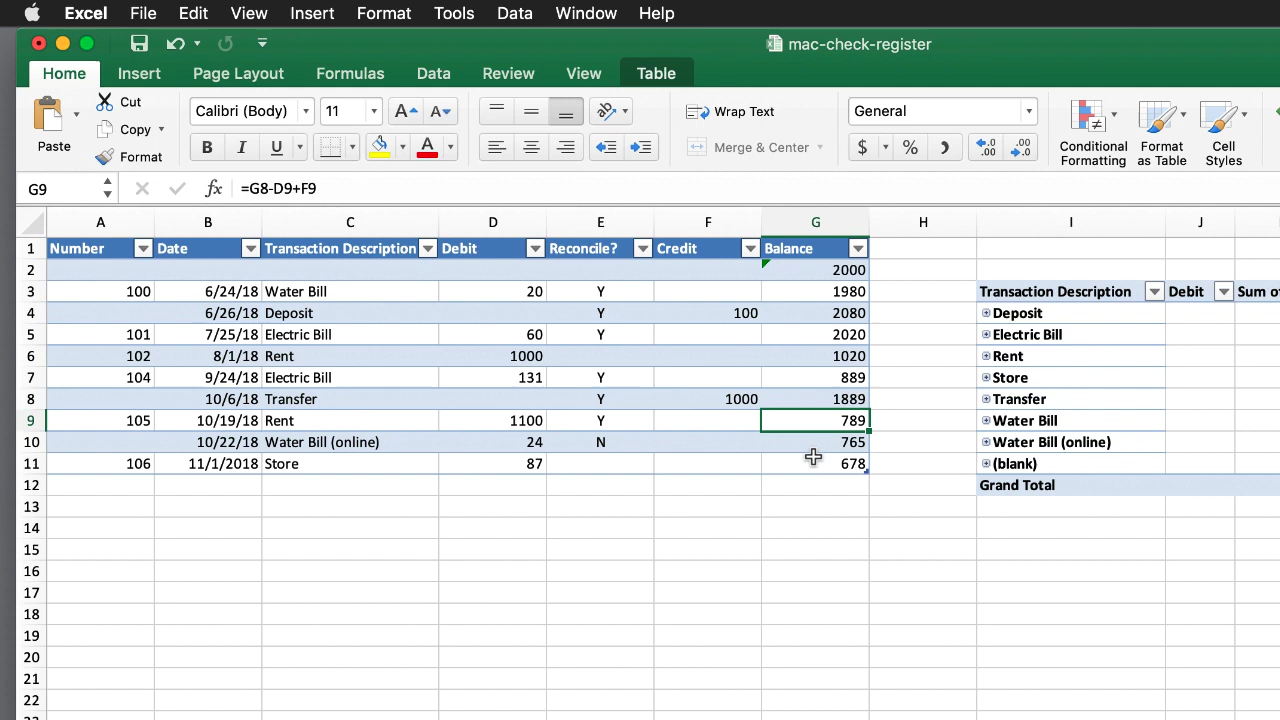 Excel File Edit View Insert Format Tools Data Window Help
mac-check-register
Home Insert Page Layout Formulas Data Review View Table
Paste Cut Copy Format
Calibri (Body) 11 A A
Wrap Text
General
B I U A
Merge & Center
$ % .0 .00 .00 .0
Conditional Formatting
Format as Table
Cell Styles
G9 fx =G8-D9+F9
A B C D E F G H I J
1 Number Date Transaction Description Debit Reconcile? Credit Balance
2 2000
3 100 6/24/18 Water Bill 20 Y 1980 Transaction Description Debit Sum of
4 6/26/18 Deposit Y 100 2080 Deposit
5 101 7/25/18 Electric Bill 60 Y 2020 Electric Bill
6 102 8/1/18 Rent 1000 1020 Rent
7 104 9/24/18 Electric Bill 131 Y 889 Store
8 10/6/18 Transfer Y 1000 1889 Transfer
9 105 10/19/18 Rent 1100 Y 789 Water Bill
10 10/22/18 Water Bill (online) 24 N 765 Water Bill (online)
11 106 11/1/2018 Store 87 678 (blank)
12 Grand Total
13
14
15
16
17
18
19
20
21
22